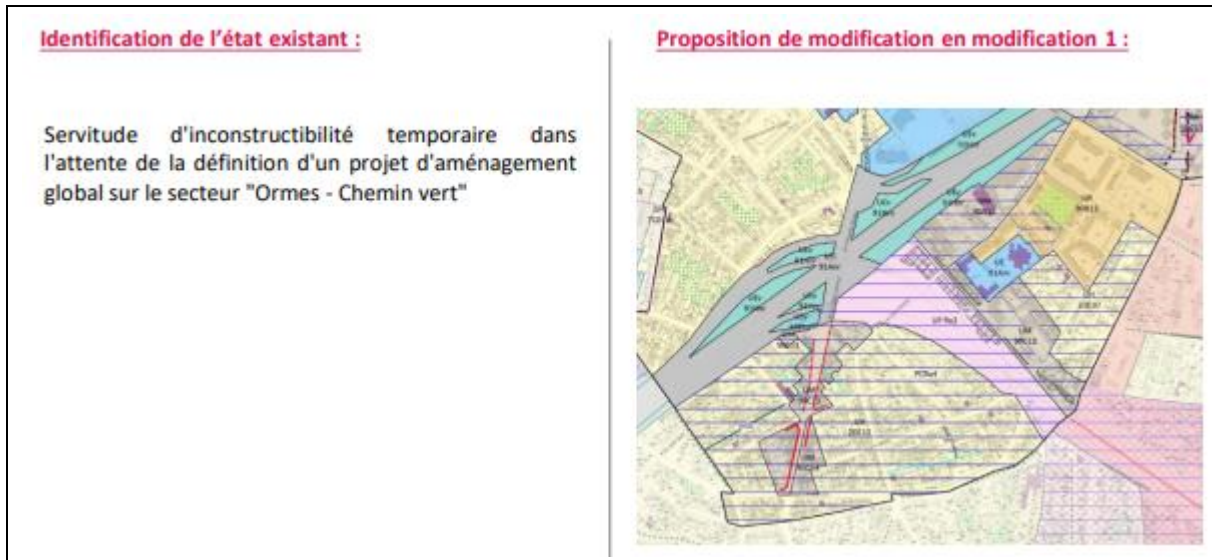 Identification de l'état existant :
Servitude d'inconstructibilité temporaire dans
l'attente de la définition d'un projet d'aménagement
global sur le secteur "Ormes - Chemin vert"
Proposition de modification en modification 1 :